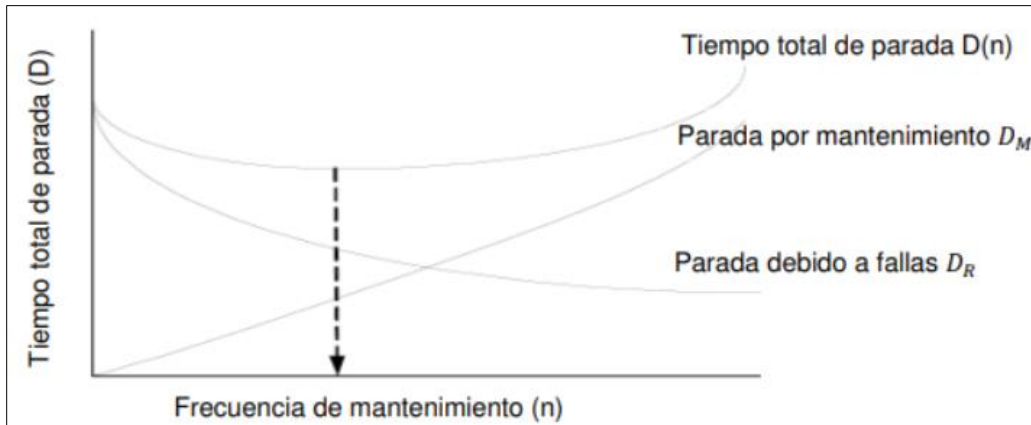 Tiempo total de parada D(n)
Tiempo total de parada (D)
Parada por mantenimiento D_M
Parada debido a fallas D_R
Frecuencia de mantenimiento (n)